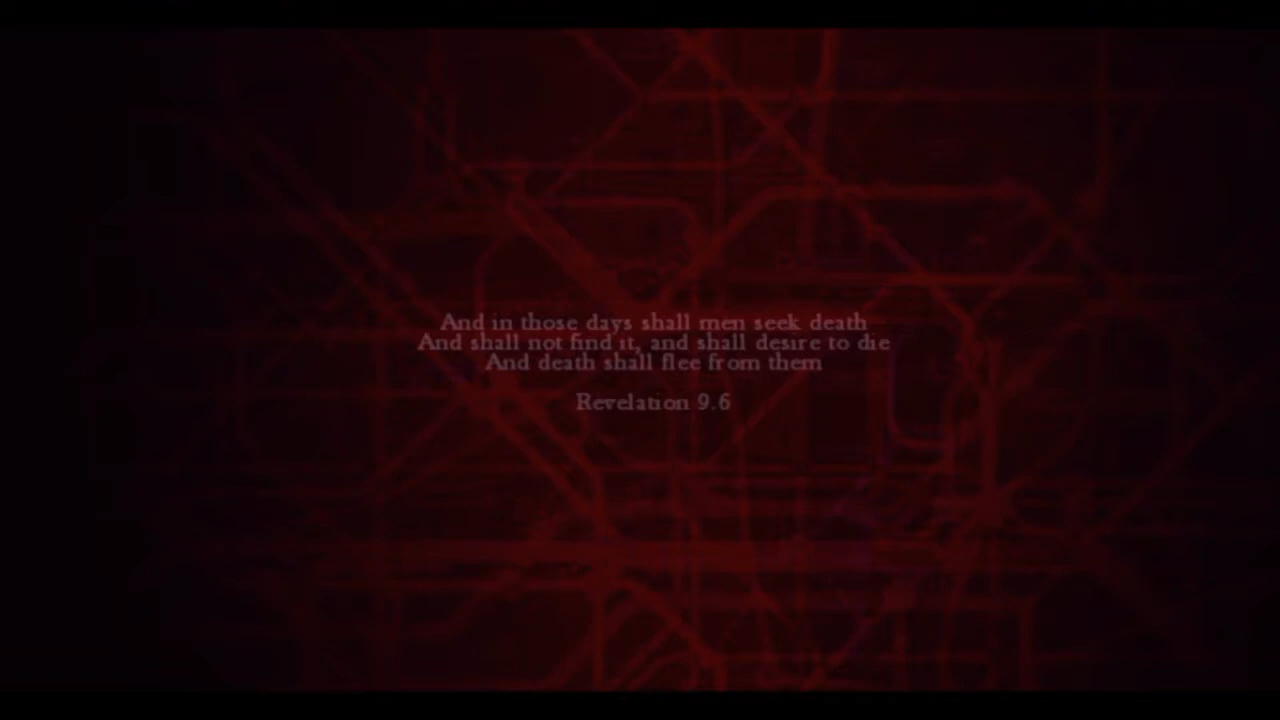 And in those days shall men seek death
And shall not find it, and shall desire to die
And death shall flee from them
Revelation 9.6